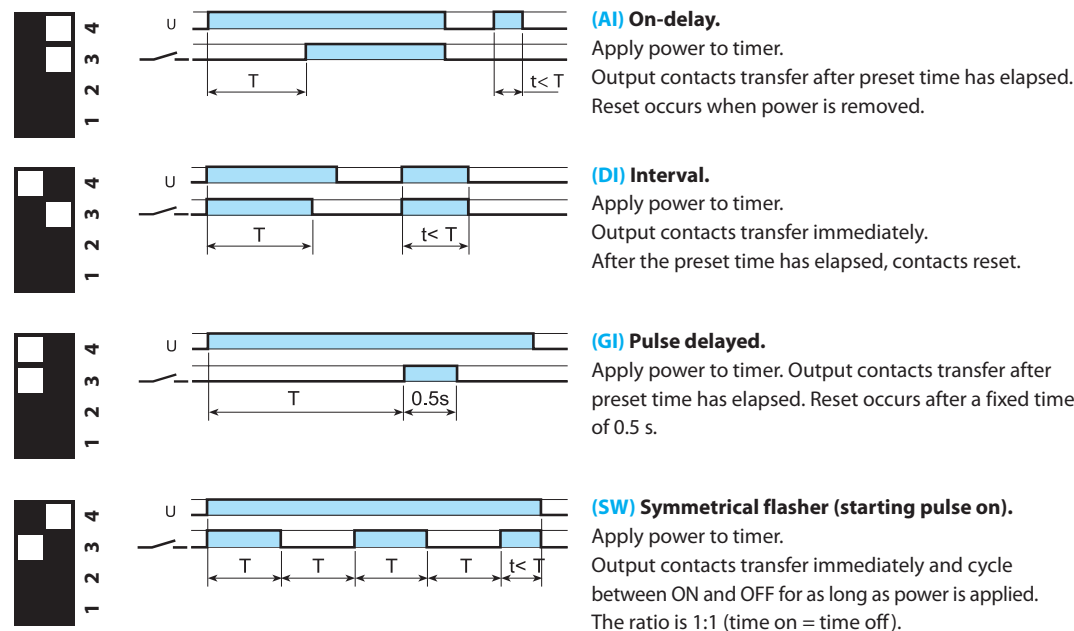 4
3
2
1
U
T
t< T
(AI) On-delay.
Apply power to timer.
Output contacts transfer after preset time has elapsed.
Reset occurs when power is removed.
4
3
2
1
U
T
t< T
(DI) Interval.
Apply power to timer.
Output contacts transfer immediately.
After the preset time has elapsed, contacts reset.
4
3
2
1
U
T
0.5s
(GI) Pulse delayed.
Apply power to timer. Output contacts transfer after
preset time has elapsed. Reset occurs after a fixed time
of 0.5 s.
4
3
2
1
U
T T T T t< T
(SW) Symmetrical flasher (starting pulse on).
Apply power to timer.
Output contacts transfer immediately and cycle
between ON and OFF for as long as power is applied.
The ratio is 1:1 (time on = time off).